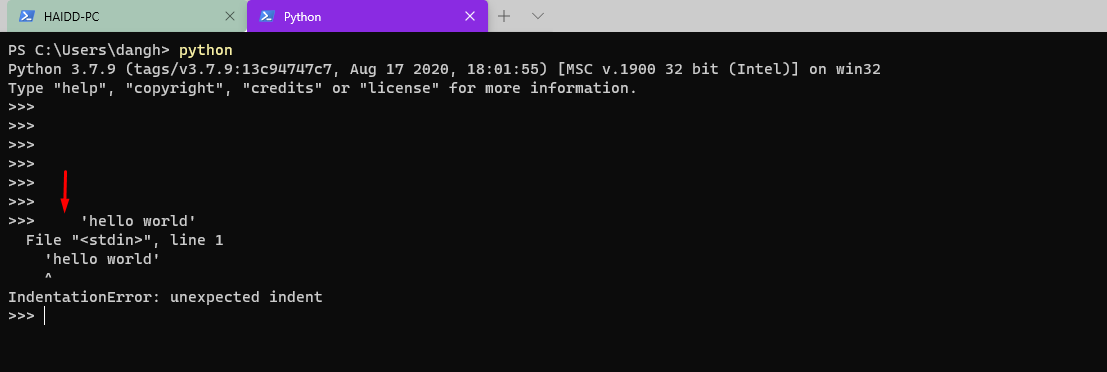 HAIDD-PC
Python
PS C:\Users\dangh> python
Python 3.7.9 (tags/v3.7.9:13c94747c7, Aug 17 2020, 18:01:55) [MSC v.1900 32 bit (Intel)] on win32
Type "help", "copyright", "credits" or "license" for more information.
>>>
>>>
>>>
>>>
>>>
>>>
>>>     'hello world'
  File "<stdin>", line 1
    'hello world'
    ^
IndentationError: unexpected indent
>>>